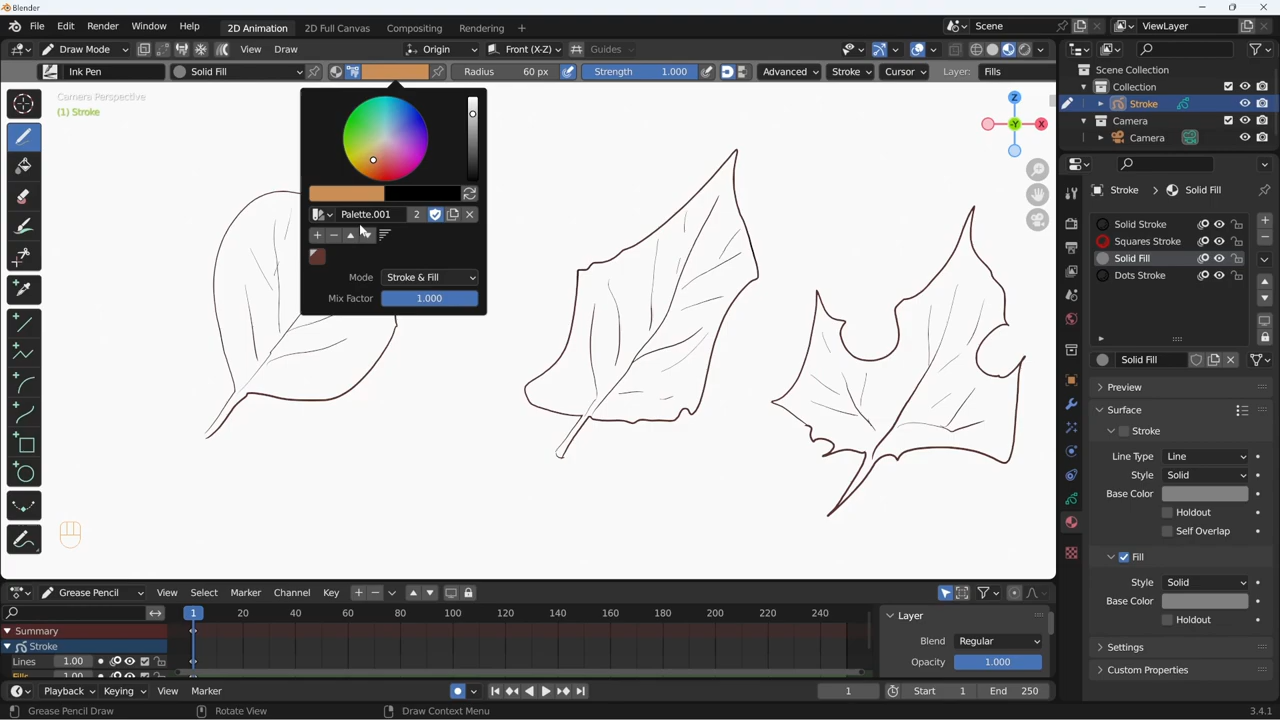 Blender
File Edit Render Window Help 2D Animation 2D Full Canvas Compositing Rendering + Scene ViewLayer
Draw Mode View Draw Origin Front (X-Z) Guides
Ink Pen Solid Fill Radius 60 px Strength 1.000 Advanced Stroke Cursor Layer: Fills
Camera Perspective
(1) Stroke
Palette.001 2
Mode Stroke & Fill
Mix Factor 1.000
Z
-Y X
Scene Collection
Collection
Stroke
Camera
Camera
Stroke Solid Fill
Solid Stroke
Squares Stroke
Solid Fill
Dots Stroke
Solid Fill
Preview
Surface
Stroke
Line Type Line
Style Solid
Base Color
Holdout
Self Overlap
Fill
Style Solid
Base Color
Holdout
Settings
Custom Properties
Grease Pencil View Select Marker Channel Key
1 20 40 60 80 100 120 140 160 180 200 220 240
Summary
Stroke
Lines 1.00
Fills 1.00
Layer
Blend Regular
Opacity 1.000
Playback Keying View Marker 1 Start 1 End 250
Draw Rotate View Draw Context Menu 3.4.1